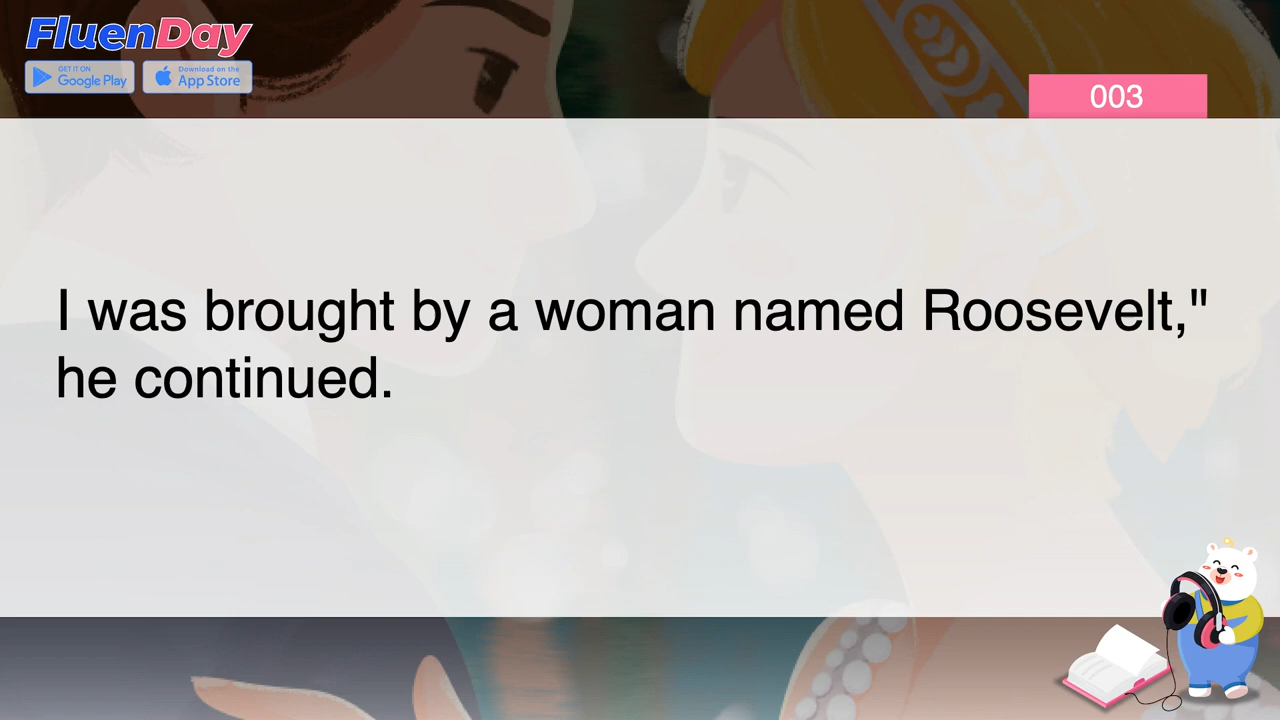 FluenDay
GET IT ON
Google Play
Download on the
App Store
003
I was brought by a woman named Roosevelt,"
he continued.